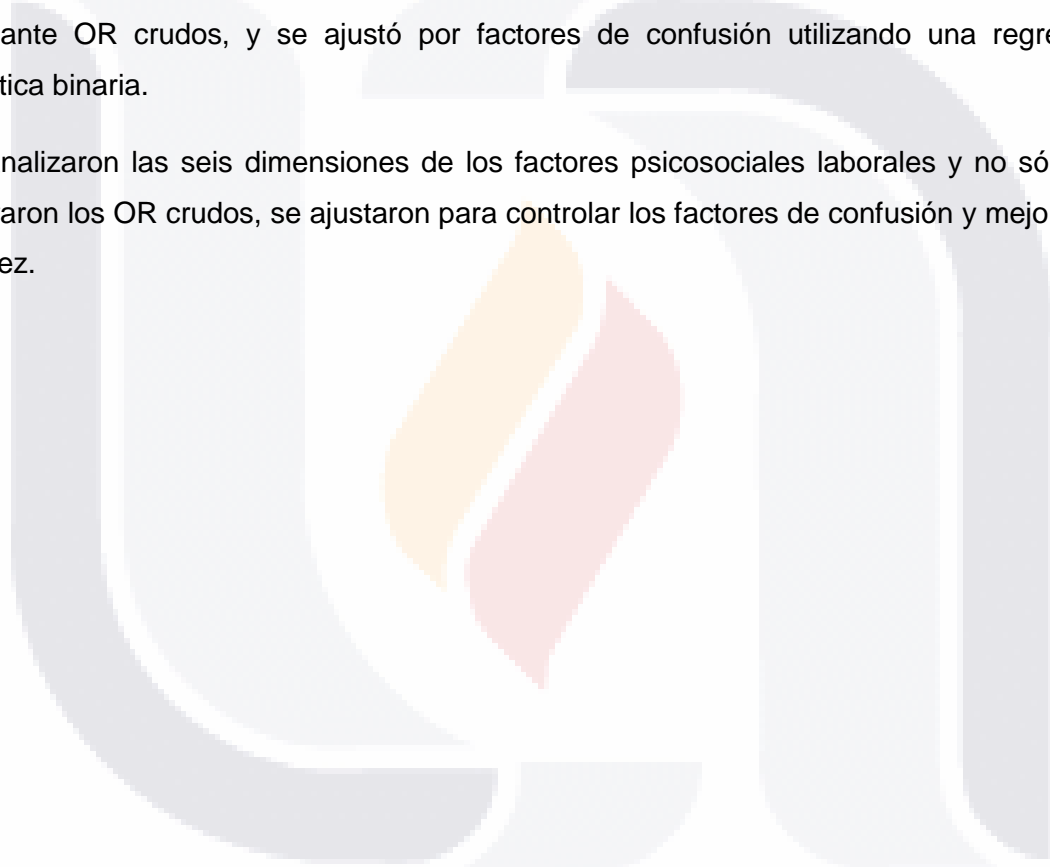 ante OR crudos, y se ajustó por factores de confusión utilizando una regre
tica binaria.
nalizaron las seis dimensiones de los factores psicosociales laborales y no só
aron los OR crudos, se ajustaron para controlar los factores de confusión y mejo
ez.